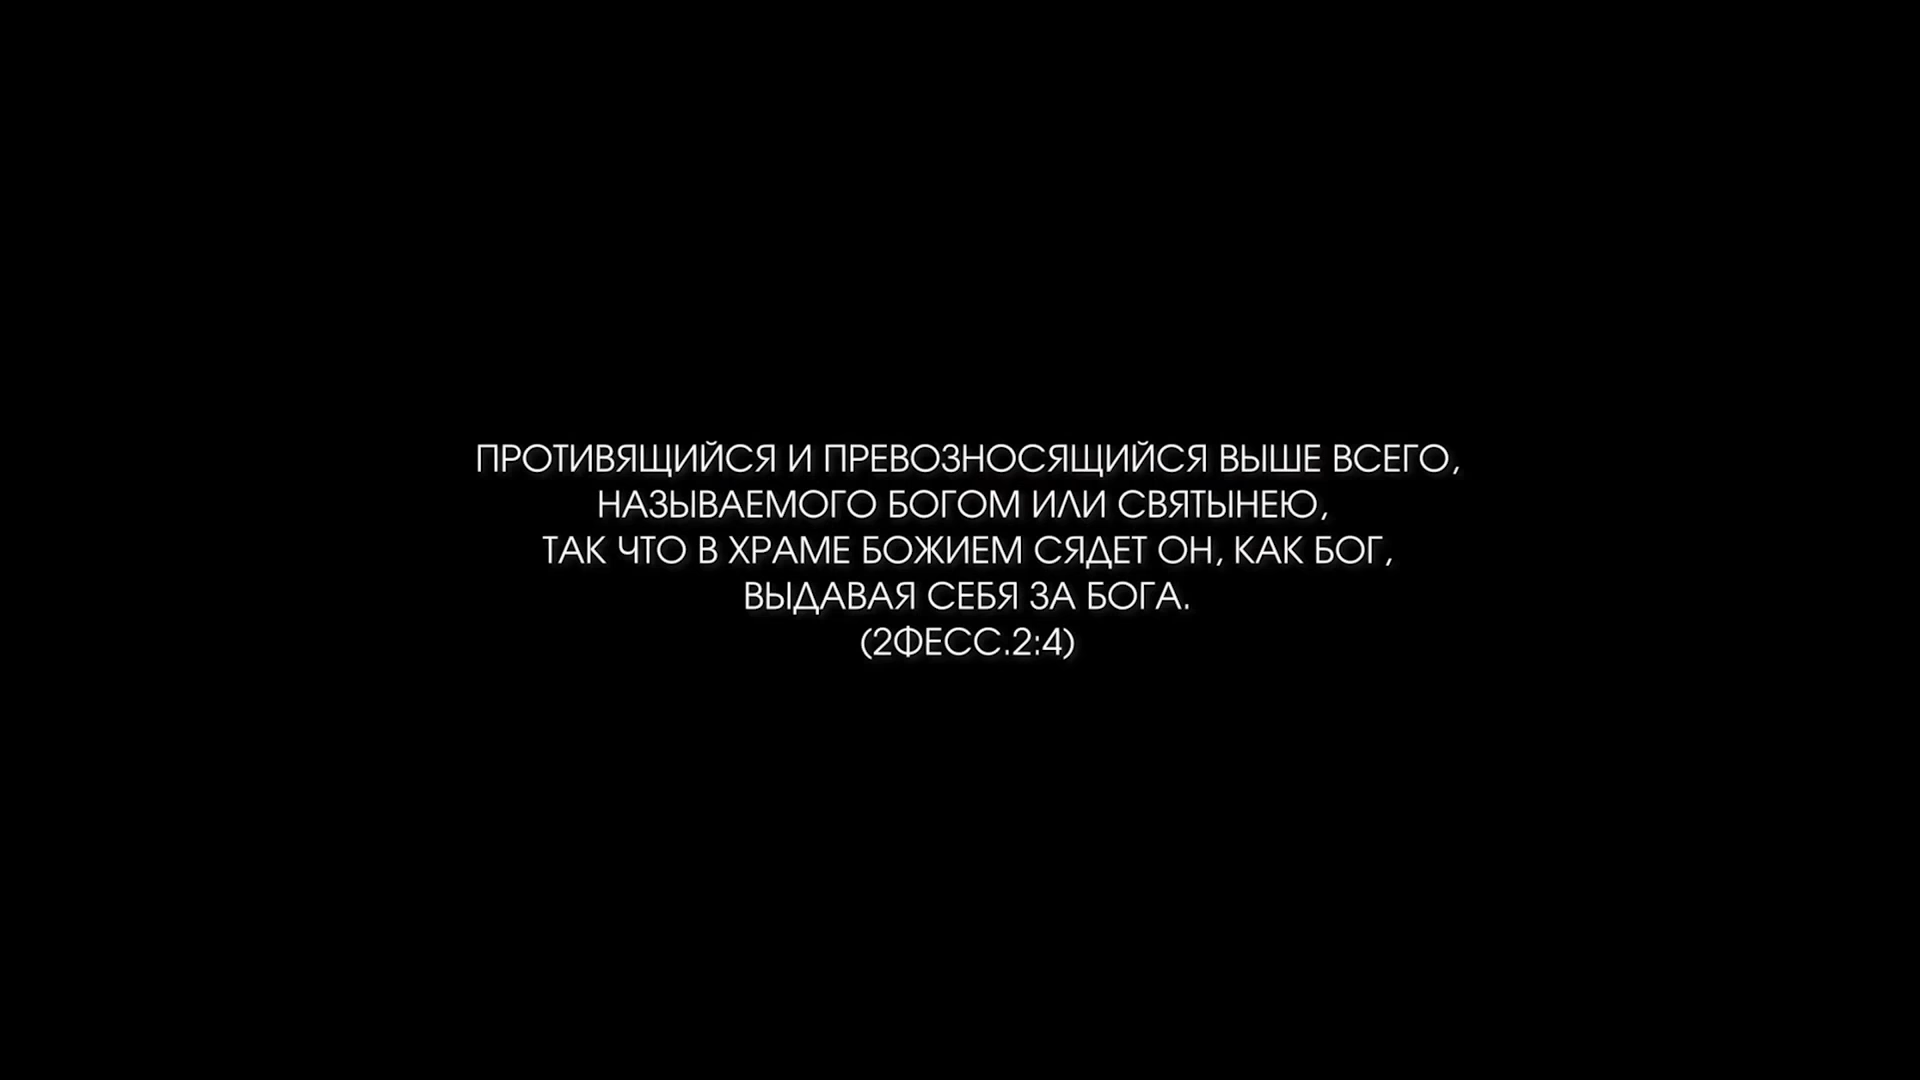 ПРОТИВЯЩИЙСЯ И ПРЕВОЗНОСЯЩИЙСЯ ВЫШЕ ВСЕГО,
НАЗЫВАЕМОГО БОГОМ ИЛИ СВЯТЫНЕЮ,
ТАК ЧТО В ХРАМЕ БОЖИЕМ СЯДЕТ ОН, КАК БОГ,
ВЫДАВАЯ СЕБЯ ЗА БОГА.
(2ФЕСС.2:4)